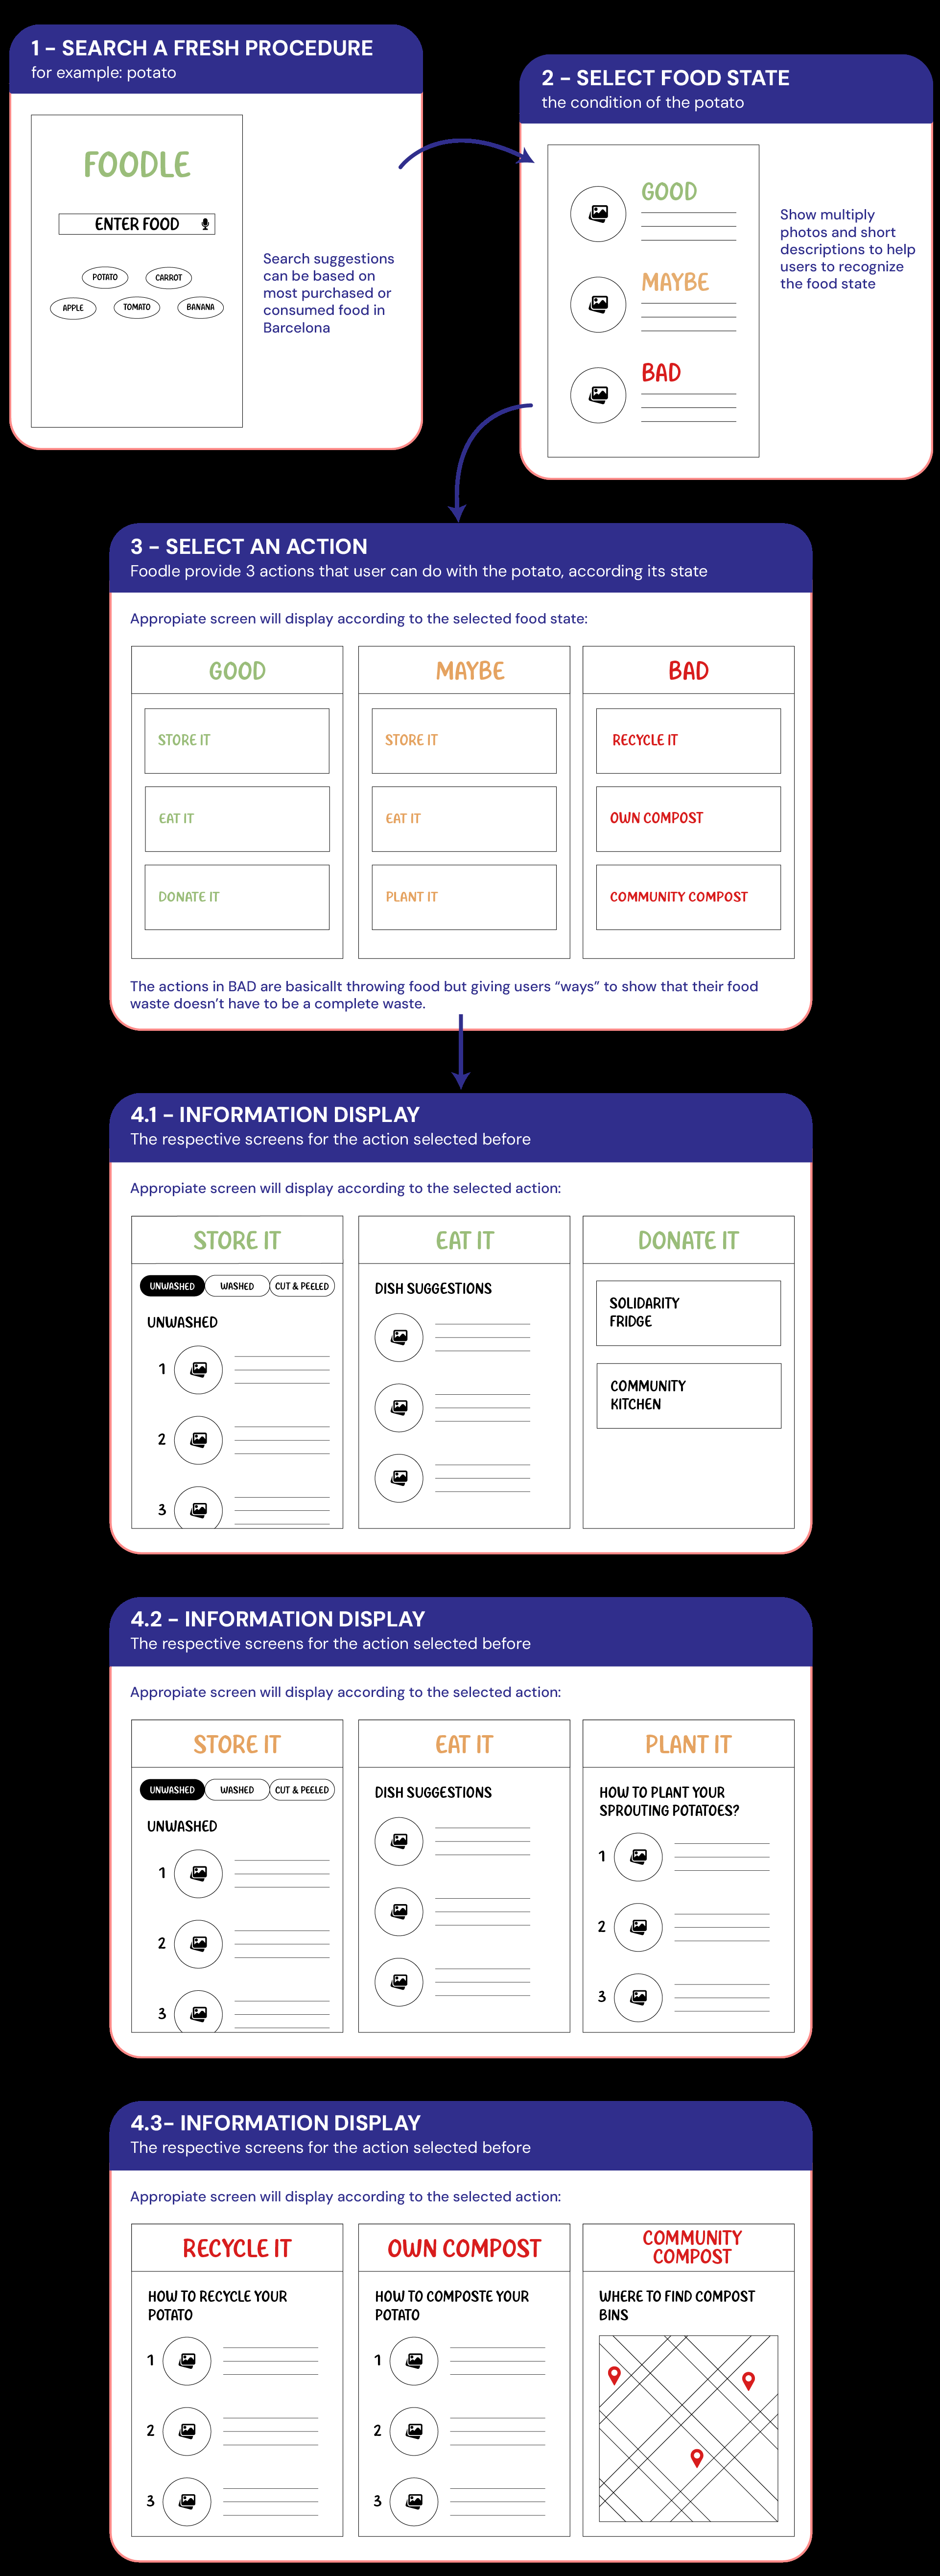 1 - SEARCH A FRESH PROCEDURE
for example: potato
FOODLE
ENTER FOOD
POTATO
CARROT
APPLE
TOMATO
BANANA
Search suggestions
can be based on
most purchased or
consumed food in
Barcelona
2 - SELECT FOOD STATE
the condition of the potato
GOOD
MAYBE
BAD
Show multiply
photos and short
descriptions to help
users to recognize
the food state
3 - SELECT AN ACTION
Foodle provide 3 actions that user can do with the potato, according its state
Appropiate screen will display according to the selected food state:
GOOD
STORE IT
EAT IT
DONATE IT
MAYBE
STORE IT
EAT IT
PLANT IT
BAD
RECYCLE IT
OWN COMPOST
COMMUNITY COMPOST
The actions in BAD are basicallt throwing food but giving users “ways” to show that their food
waste doesn’t have to be a complete waste.
4.1 - INFORMATION DISPLAY
The respective screens for the action selected before
Appropiate screen will display according to the selected action:
STORE IT
UNWASHED
WASHED
CUT & PEELED
UNWASHED
1
2
3
EAT IT
DISH SUGGESTIONS
DONATE IT
SOLIDARITY
FRIDGE
COMMUNITY
KITCHEN
4.2 - INFORMATION DISPLAY
The respective screens for the action selected before
Appropiate screen will display according to the selected action:
STORE IT
UNWASHED
WASHED
CUT & PEELED
UNWASHED
1
2
3
EAT IT
DISH SUGGESTIONS
PLANT IT
HOW TO PLANT YOUR
SPROUTING POTATOES?
1
2
3
4.3- INFORMATION DISPLAY
The respective screens for the action selected before
Appropiate screen will display according to the selected action:
RECYCLE IT
HOW TO RECYCLE YOUR
POTATO
1
2
3
OWN COMPOST
HOW TO COMPOSTE YOUR
POTATO
1
2
3
COMMUNITY
COMPOST
WHERE TO FIND COMPOST
BINS